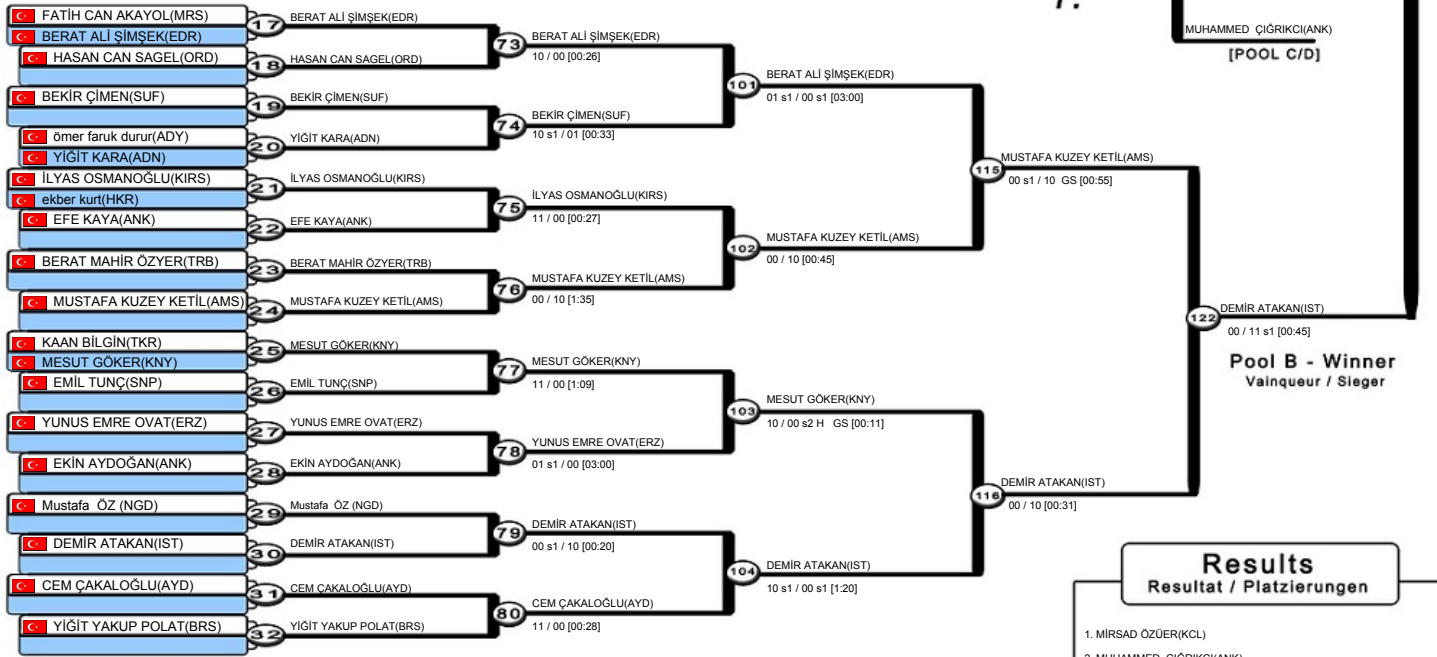 FATİH CAN AKAYOL(MRS)
BERAT ALİ ŞİMŞEK(EDR)
HASAN CAN SAGEL(ORD)
BEKİR ÇİMEN(SUF)
ömer faruk durur(ADY)
YİĞİT KARA(ADN)
İLYAS OSMANOĞLU(KIRS)
ekber kurt(HKR)
EFE KAYA(ANK)
BERAT MAHİR ÖZYER(TRB)
MUSTAFA KUZEY KETİL(AMS)
KAAN BİLGİN(TKR)
MESUT GÖKER(KNY)
EMİL TUNÇ(SNP)
YUNUS EMRE OVAT(ERZ)
EKİN AYDOĞAN(ANK)
Mustafa ÖZ (NGD)
DEMİR ATAKAN(IST)
CEM ÇAKALOĞLU(AYD)
YİĞİT YAKUP POLAT(BRS)
17 BERAT ALİ ŞİMŞEK(EDR)
18 HASAN CAN SAGEL(ORD)
19 BEKİR ÇİMEN(SUF)
20 YİĞİT KARA(ADN)
21 İLYAS OSMANOĞLU(KIRS)
22 EFE KAYA(ANK)
23 BERAT MAHİR ÖZYER(TRB)
24 MUSTAFA KUZEY KETİL(AMS)
25 MESUT GÖKER(KNY)
26 EMİL TUNÇ(SNP)
27 YUNUS EMRE OVAT(ERZ)
28 EKİN AYDOĞAN(ANK)
29 Mustafa ÖZ (NGD)
30 DEMİR ATAKAN(IST)
31 CEM ÇAKALOĞLU(AYD)
32 YİĞİT YAKUP POLAT(BRS)
73 BERAT ALİ ŞİMŞEK(EDR)
10 / 00 [00:26]
74 BEKİR ÇİMEN(SUF)
10 s1 / 01 [00:33]
75 İLYAS OSMANOĞLU(KIRS)
11 / 00 [00:27]
76 MUSTAFA KUZEY KETİL(AMS)
00 / 10 [1:35]
77 MESUT GÖKER(KNY)
11 / 00 [1:09]
78 YUNUS EMRE OVAT(ERZ)
01 s1 / 00 [03:00]
79 DEMİR ATAKAN(IST)
00 s1 / 10 [00:20]
80 CEM ÇAKALOĞLU(AYD)
11 / 00 [00:28]
101 BERAT ALİ ŞİMŞEK(EDR)
01 s1 / 00 s1 [03:00]
102 MUSTAFA KUZEY KETİL(AMS)
00 / 10 [00:45]
103 MESUT GÖKER(KNY)
10 / 00 s2 H GS [00:11]
104 DEMİR ATAKAN(IST)
10 s1 / 00 s1 [1:20]
115 MUSTAFA KUZEY KETİL(AMS)
00 s1 / 10 GS [00:55]
116 DEMİR ATAKAN(IST)
00 / 10 [00:31]
122 DEMİR ATAKAN(IST)
00 / 11 s1 [00:45]
Pool B - Winner
Vainqueur / Sieger
MUHAMMED ÇIĞRIKCI(ANK)
[POOL C/D]
Results
Resultat / Platzierungen
1. MİRSAD ÖZÜER(KCL)